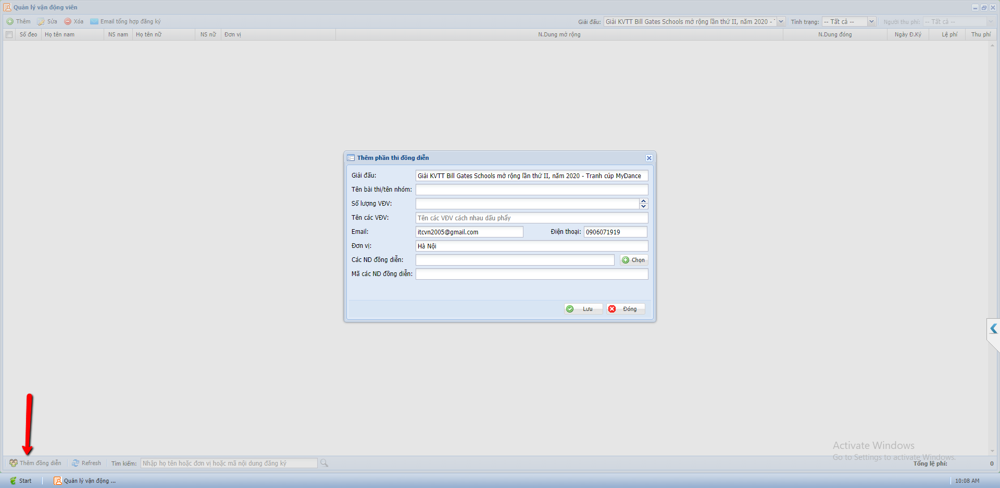 Quản lý vận động viên
Thêm Sửa Xóa Email tổng hợp đăng ký Giải đấu: Giải KVTT Bill Gates Schools mở rộng lần thứ II, năm 2020 - Tình trạng: -- Tất cả -- Người thu phí: -- Tất cả --
Số đeo Họ tên nam NS nam Họ tên nữ NS nữ Đơn vị N.Dung mở rộng N.Dung đóng Ngày Đ.Ký Lệ phí Thu phí
Thêm phần thi đồng diễn
Giải đấu: Giải KVTT Bill Gates Schools mở rộng lần thứ II, năm 2020 - Tranh cúp MyDance
Tên bài thi/tên nhóm:
Số lượng VĐV:
Tên các VĐV: Tên các VĐV cách nhau dấu phẩy
Email: itcvn2005@gmail.com Điện thoại: 0906071919
Đơn vị: Hà Nội
Các ND đồng diễn: Chọn
Mã các ND đồng diễn:
Lưu Đóng
Activate Windows
Go to Settings to activate Windows.
Thêm đồng diễn Refresh Tìm kiếm: Nhập họ tên hoặc đơn vị hoặc mã nội dung đăng ký Tổng lệ phí: 0
Start Quản lý vận động ... 10:08 AM